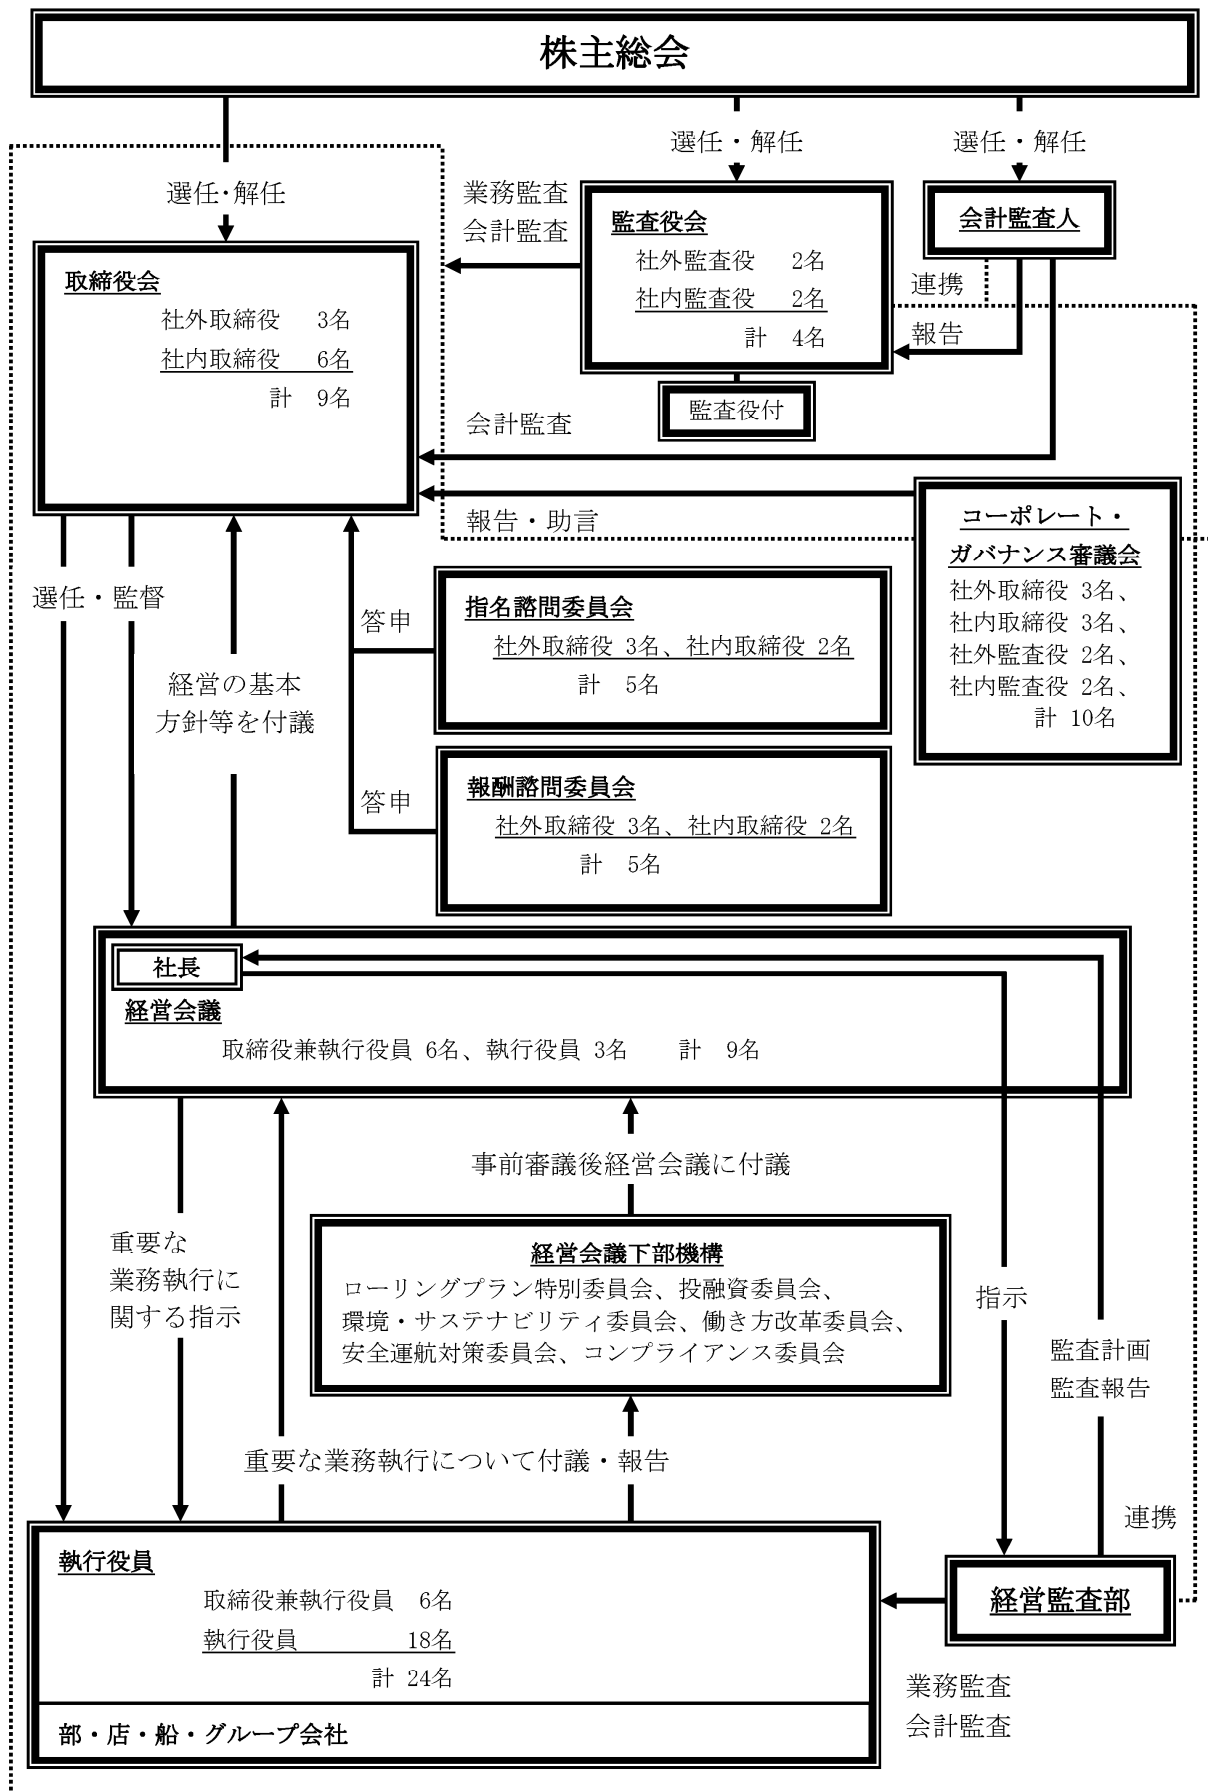 株主総会
選任・解任
選任・解任
選任・解任
業務監査
会計監査
監査役会
社外監査役 2名
社内監査役 2名
計 4名
監査役付
会計監査人
連携
報告
取締役会
社外取締役 3名
社内取締役 6名
計 9名
会計監査
報告・助言
コーポレート・
ガバナンス審議会
社外取締役 3名、
社内取締役 3名、
社外監査役 2名、
社内監査役 2名、
計 10名
選任・監督
経営の基本
方針等を付議
答申
指名諮問委員会
社外取締役 3名、社内取締役 2名
計 5名
答申
報酬諮問委員会
社外取締役 3名、社内取締役 2名
計 5名
社長
経営会議
取締役兼執行役員 6名、執行役員 3名 計 9名
事前審議後経営会議に付議
重要な
業務執行に
関する指示
経営会議下部機構
ローリングプラン特別委員会、投融資委員会、
環境・サステナビリティ委員会、働き方改革委員会、
安全運航対策委員会、コンプライアンス委員会
指示
監査計画
監査報告
重要な業務執行について付議・報告
連携
執行役員
取締役兼執行役員 6名
執行役員 18名
計 24名
部・店・船・グループ会社
経営監査部
業務監査
会計監査